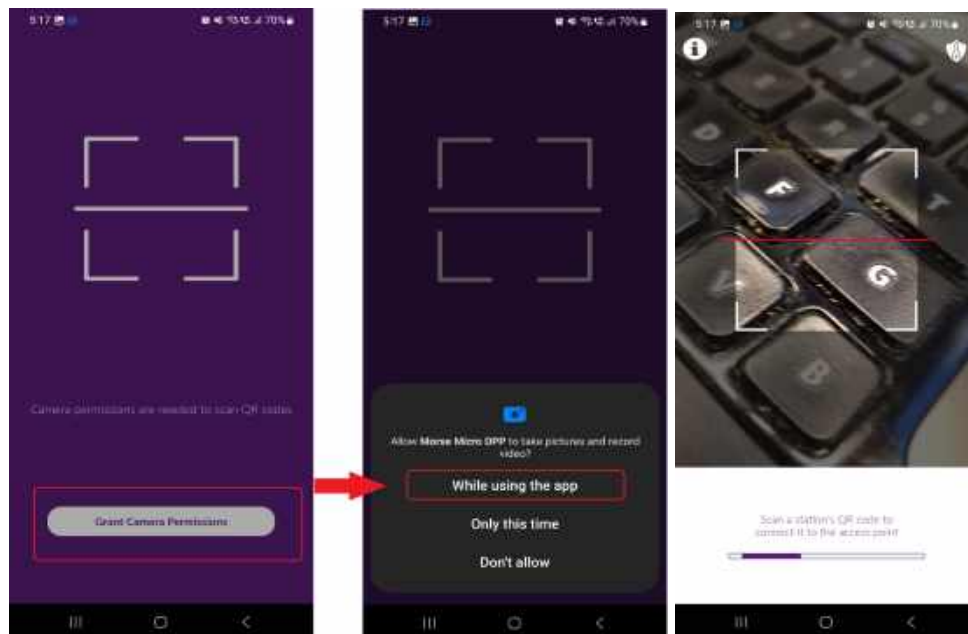 5:17
70%
Camera permissions are needed to scan QR codes
Grant Camera Permissions
5:17
70%
Allow Morse Micro DPP to take pictures and record
video?
While using the app
Only this time
Don't allow
5:17
70%
i
D
F
T
V
G
B
Scan a station's QR code to
connect it to the access point